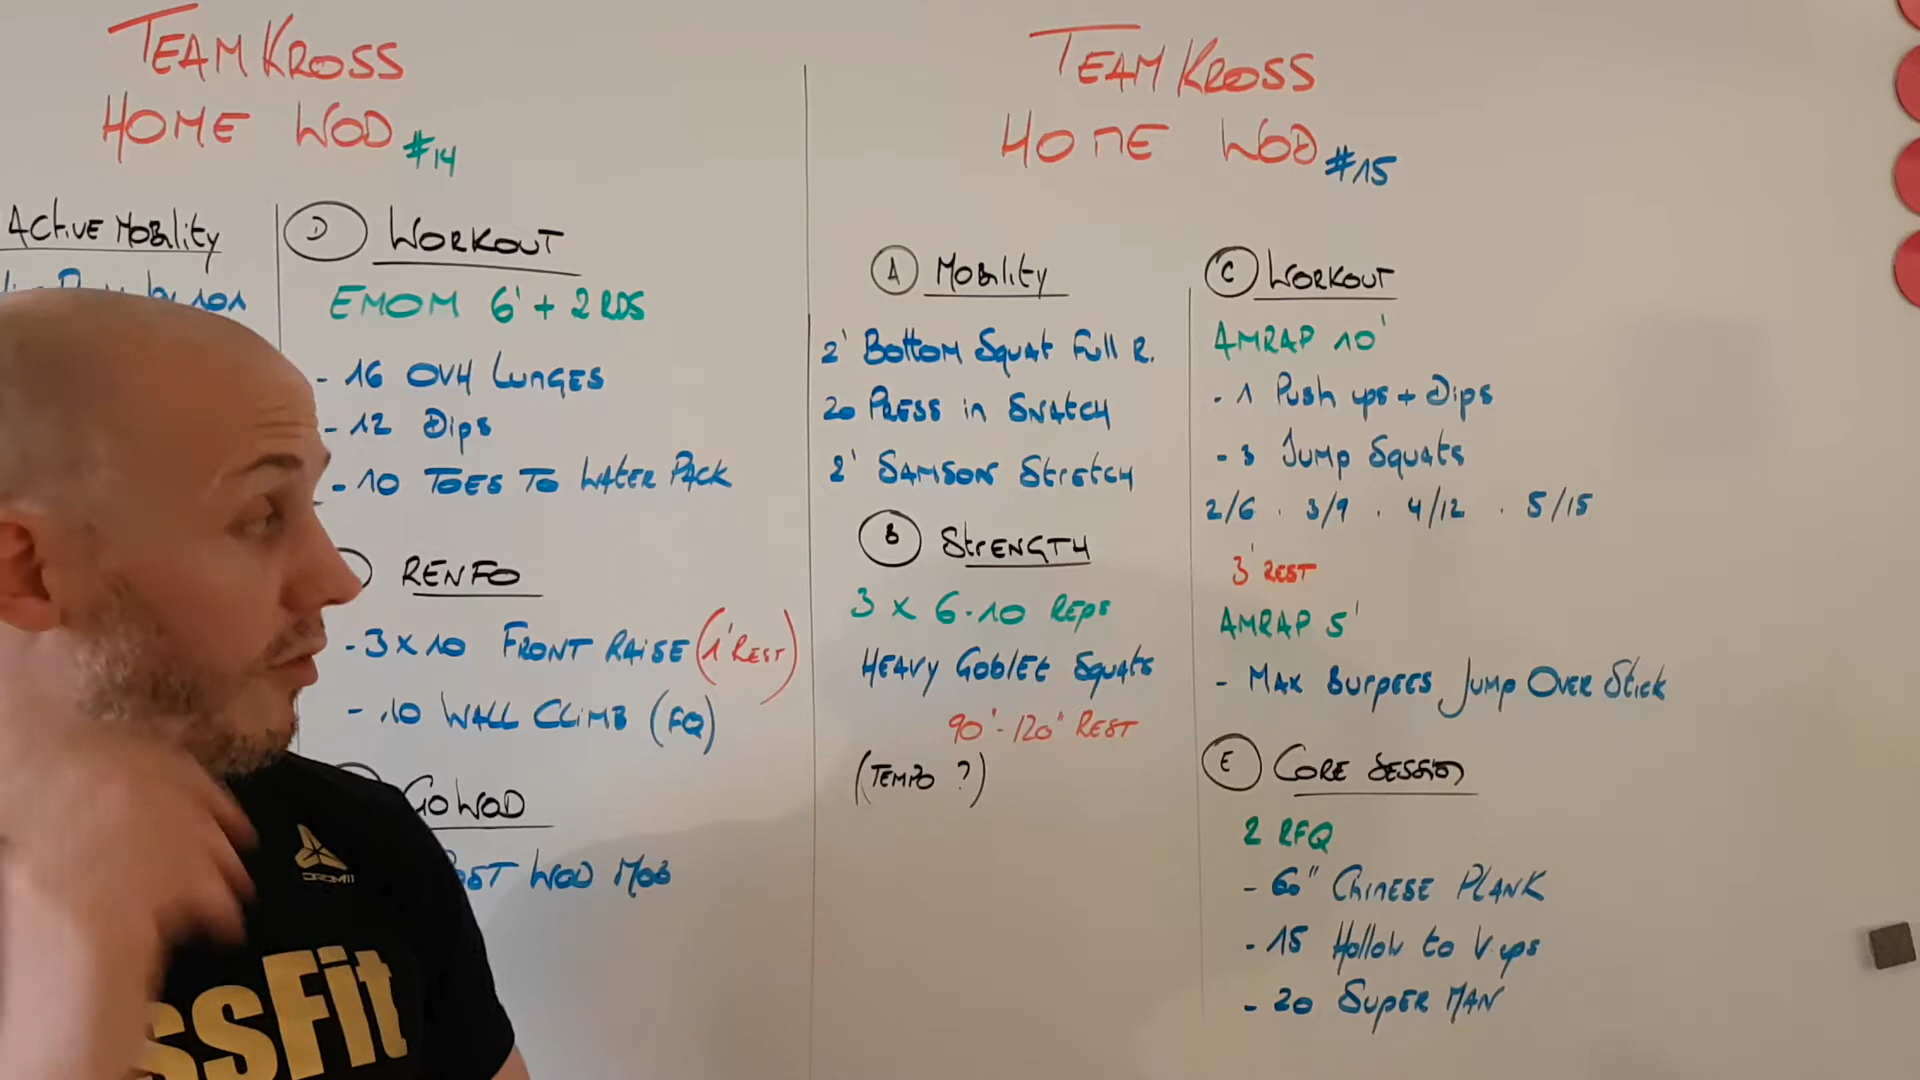 TEAM KROSS
HOME WOD #14
ACTIVE MOBILITY
D WORKOUT
EMOM 6' + 2 RDS
- 16 OVH LUNGES
- 12 DIPS
- 10 TOES TO WATER PACK
RENFO
- 3 x 10 FRONT RAISE (1' REST)
- 10 WALL CLIMB (FQ)
GOWOD
POST WOD MOB
TEAM KROSS
HOME WOD #15
A MOBILITY
2' BOTTOM SQUAT FULL R.
20 PRESS in SNATCH
2' SAMSON STRETCH
B STRENGTH
3 x 6-10 REPS
HEAVY GOBLET SQUATS
90'-120" REST
(TEMPO ?)
C WORKOUT
AMRAP 10'
- 1 Push ups + Dips
- 3 Jump Squats
2/6 . 3/9 . 4/12 . 5/15
3' REST
AMRAP 5'
- MAX BURPEES JUMP OVER STICK
E CORE SESSION
2 RFQ
- 60" CHINESE PLANK
- 15 Hollow to V.ups
- 20 SUPER MAN
CROMII
ssFit